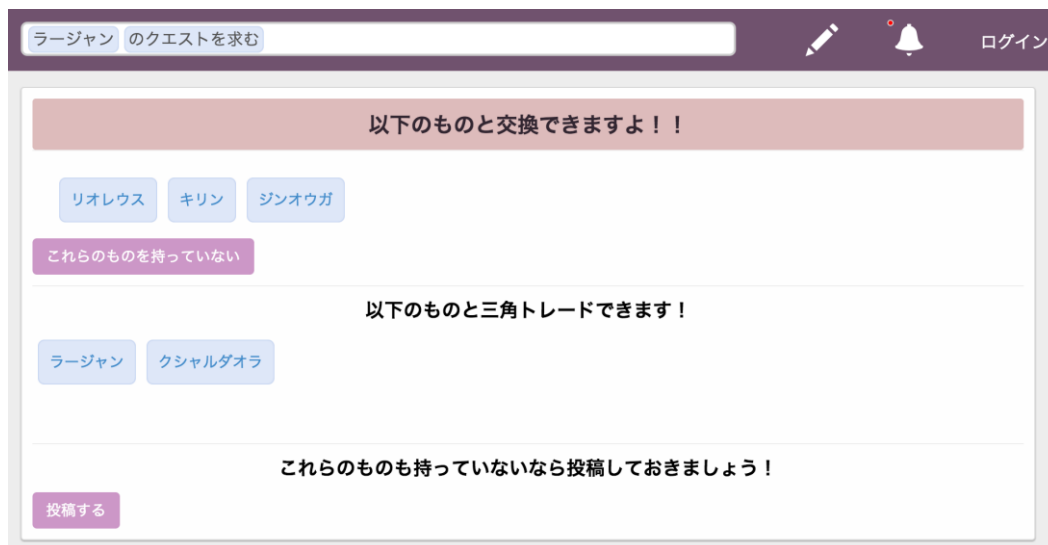 ラージャン のクエストを求む ログイン
以下のものと交換できますよ！！
リオレウス キリン ジンオウガ
これらのものを持っていない
以下のものと三角トレードできます！
ラージャン クシャルダオラ
これらのものも持っていないなら投稿しておきましょう！
投稿する